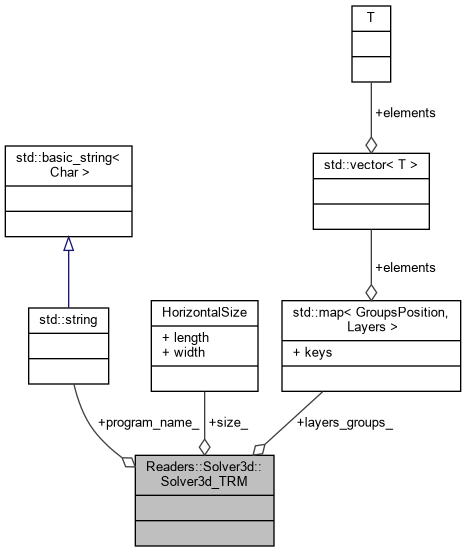 T
+elements
std::basic_string<
Char >
std::vector< T >
+elements
std::string
HorizontalSize
+ length
+ width
std::map< GroupsPosition,
Layers >
+ keys
+program_name_
+size_
+layers_groups_
Readers::Solver3d::
Solver3d_TRM